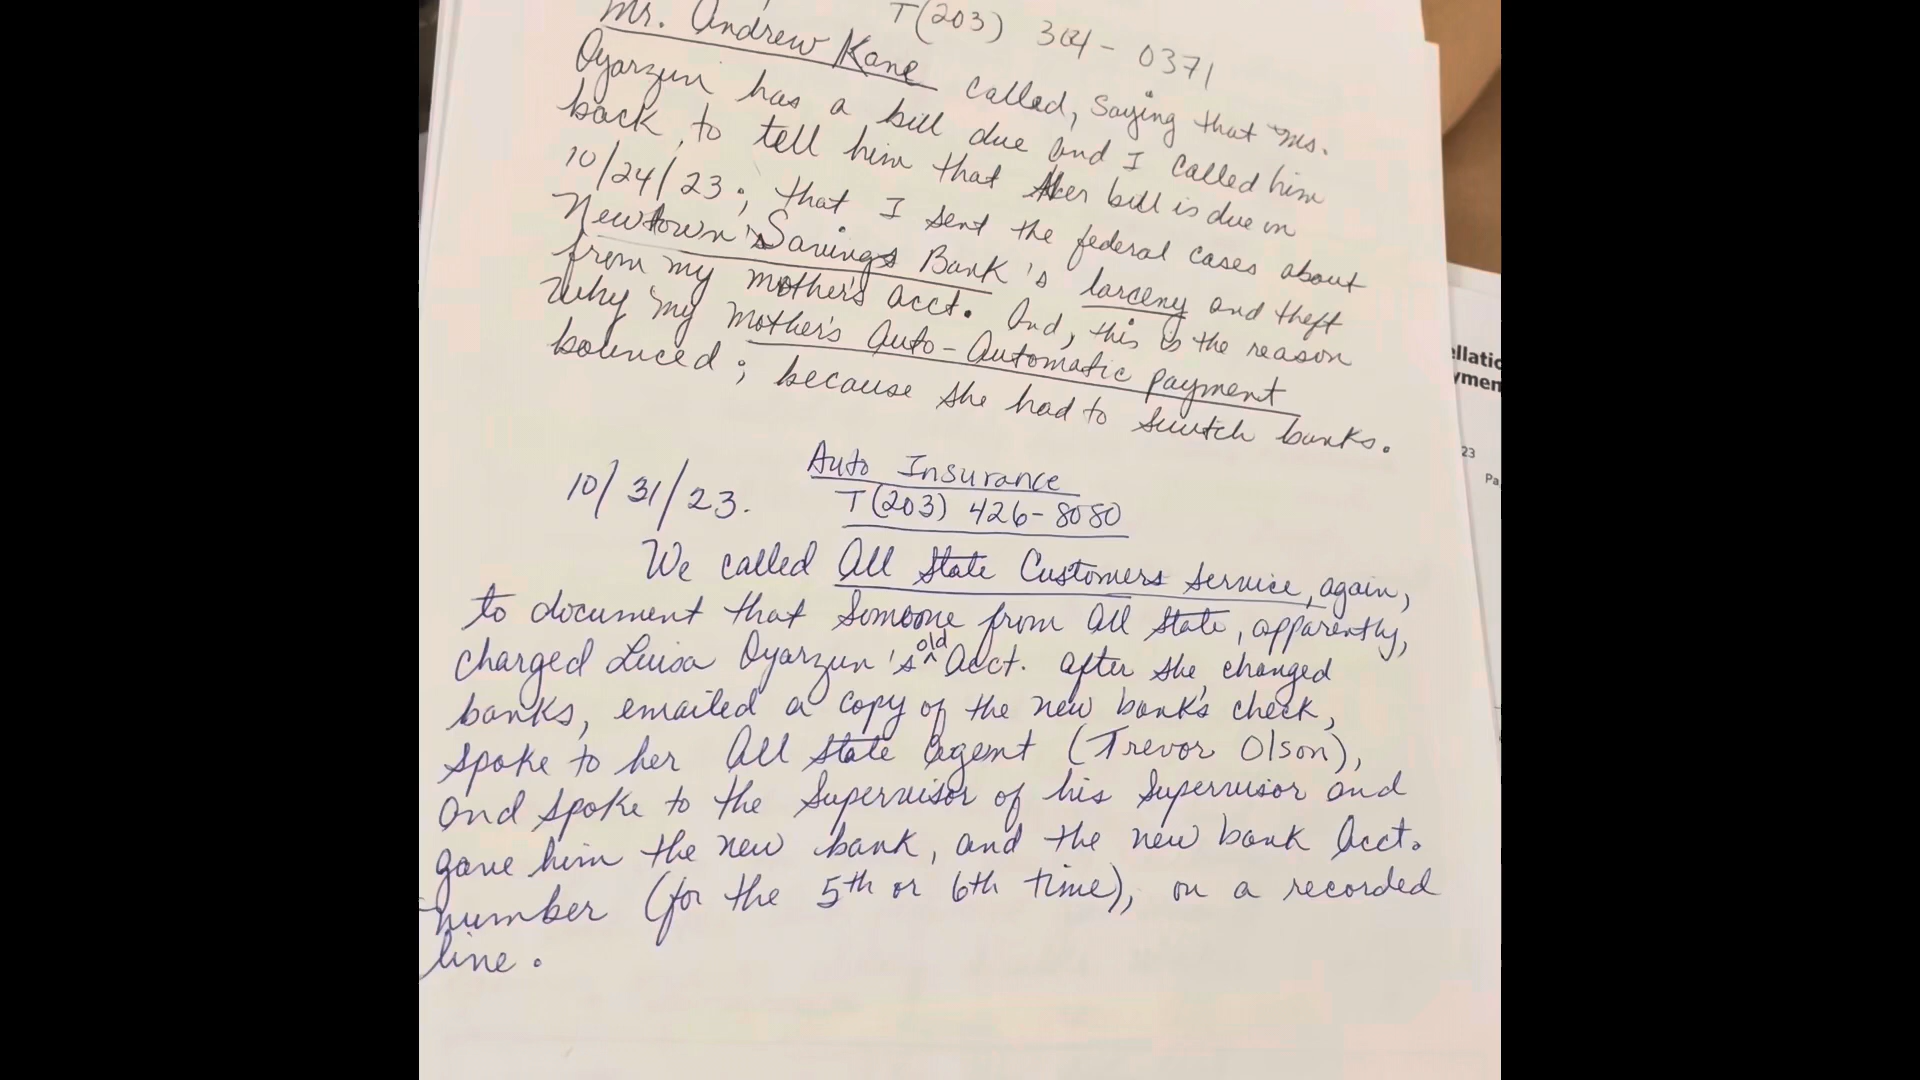 T(203) 304-0371
Mr. Andrew Kane called, saying that Ms.
Oyarzun has a bill due and I called him
back, to tell him that her bill is due on
10/24/23; that I sent the federal cases about
Newtown Savings Bank's larceny and theft
from my mother's acct. And, this is the reason
why my mother's Auto-Automatic payment
bounced; because she had to switch banks.
Auto Insurance
10/31/23. T(203) 426-8080
We called All State Customers Service, again,
to document that someone from All State, apparently,
charged Luisa Oyarzun's old Acct. after she changed
banks, emailed a copy of the new bank's check,
spoke to her All State Agent (Trevor Olson),
and spoke to the Supervisor of his Supervisor and
gave him the new bank, and the new bank Acct.
number (for the 5th or 6th time), on a recorded
line.
23
Pa